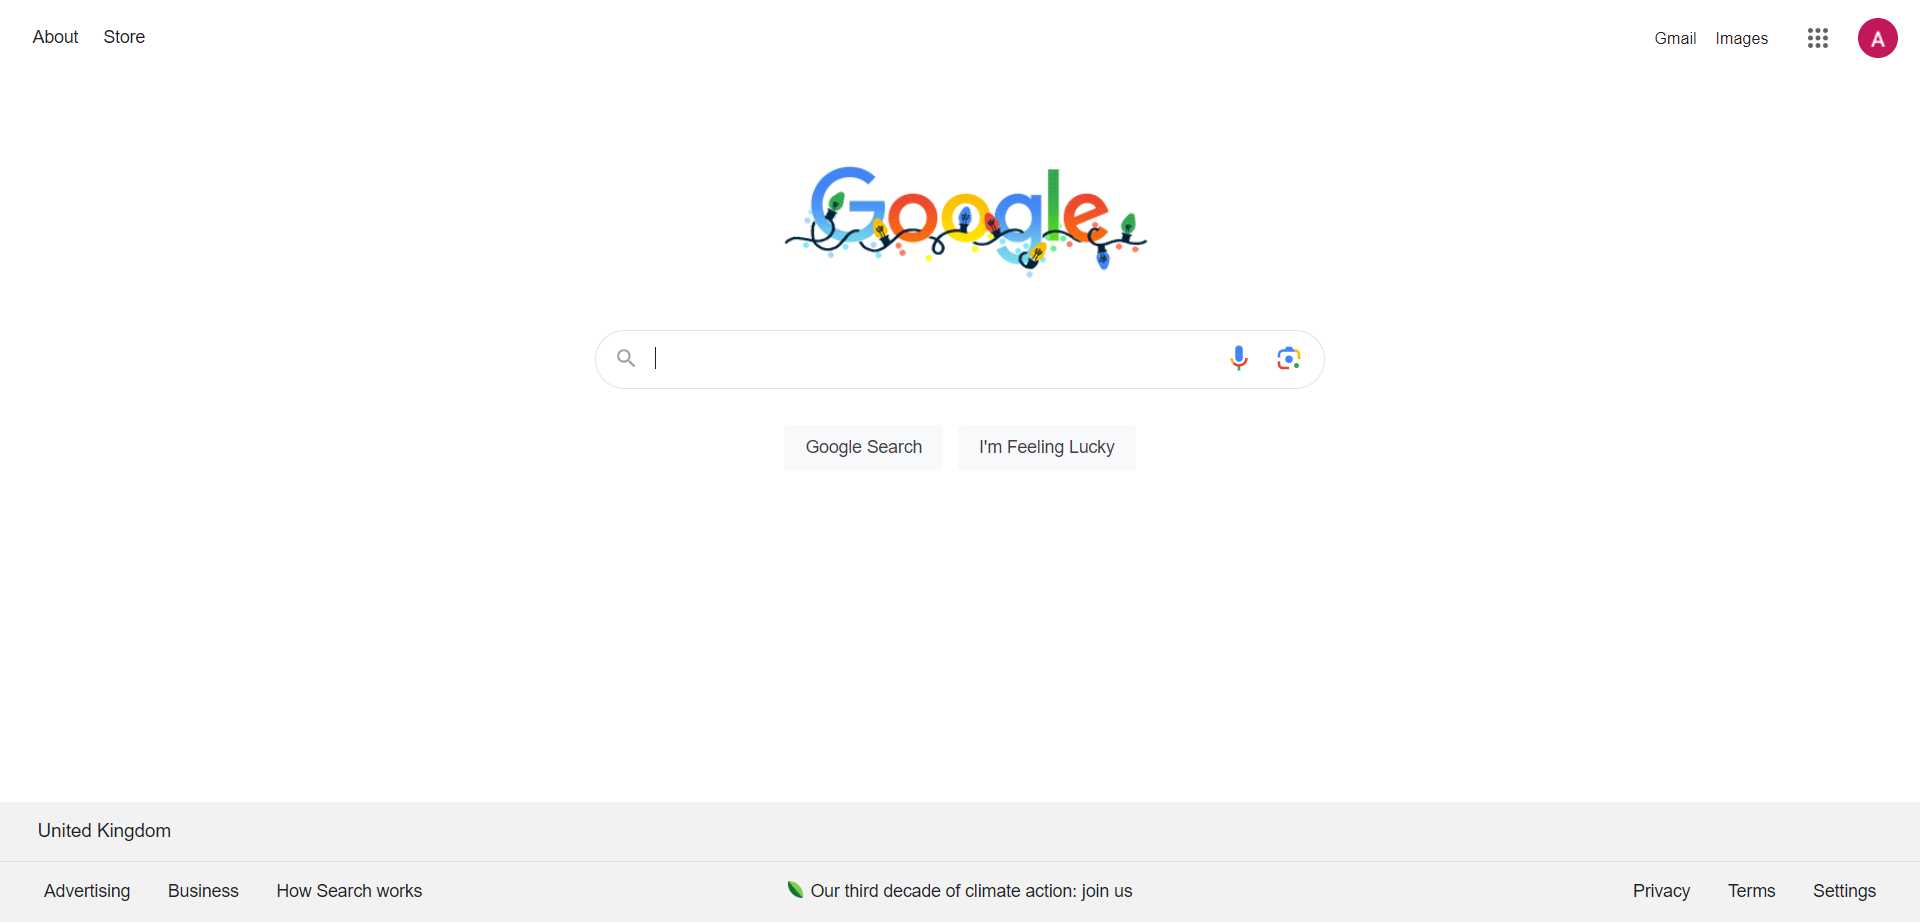 About Store Gmail Images A
Google
Google Search I'm Feeling Lucky
United Kingdom
Advertising Business How Search works Our third decade of climate action: join us Privacy Terms Settings